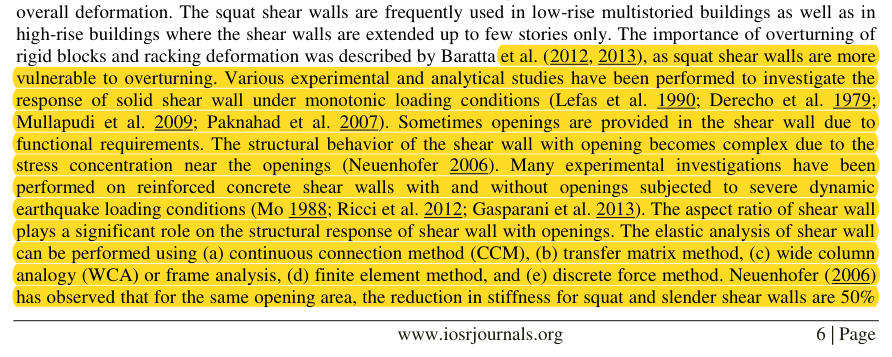 overall deformation. The squat shear walls are frequently used in low-rise multistoried buildings as well as in
high-rise buildings where the shear walls are extended up to few stories only. The importance of overturning of
rigid blocks and racking deformation was described by Baratta et al. (2012, 2013), as squat shear walls are more
vulnerable to overturning. Various experimental and analytical studies have been performed to investigate the
response of solid shear wall under monotonic loading conditions (Lefas et al. 1990; Derecho et al. 1979;
Mullapudi et al. 2009; Paknahad et al. 2007). Sometimes openings are provided in the shear wall due to
functional requirements. The structural behavior of the shear wall with opening becomes complex due to the
stress concentration near the openings (Neuenhofer 2006). Many experimental investigations have been
performed on reinforced concrete shear walls with and without openings subjected to severe dynamic
earthquake loading conditions (Mo 1988; Ricci et al. 2012; Gasparani et al. 2013). The aspect ratio of shear wall
plays a significant role on the structural response of shear wall with openings. The elastic analysis of shear wall
can be performed using (a) continuous connection method (CCM), (b) transfer matrix method, (c) wide column
analogy (WCA) or frame analysis, (d) finite element method, and (e) discrete force method. Neuenhofer (2006)
has observed that for the same opening area, the reduction in stiffness for squat and slender shear walls are 50%
www.iosrjournals.org 6 | Page